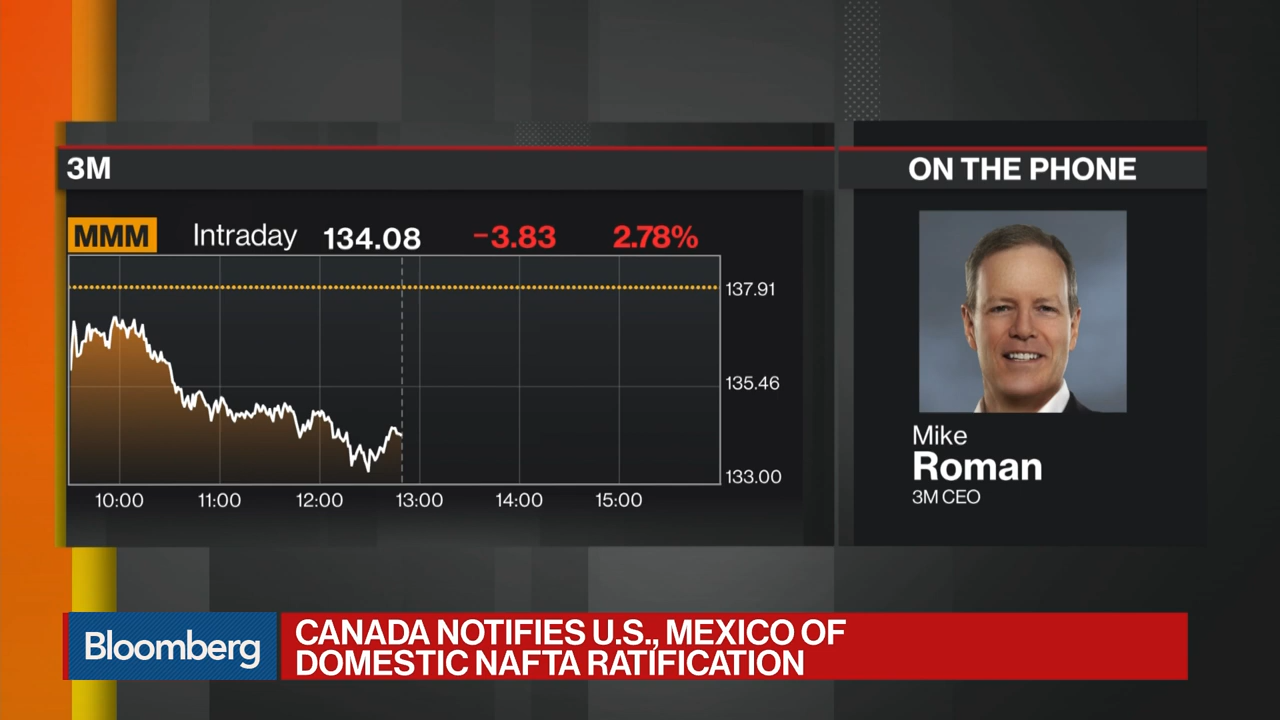 3M
MMM Intraday 134.08 −3.83 2.78%
137.91
135.46
133.00
10:00 11:00 12:00 13:00 14:00 15:00
ON THE PHONE
Mike
Roman
3M CEO
Bloomberg
CANADA NOTIFIES U.S., MEXICO OF
DOMESTIC NAFTA RATIFICATION